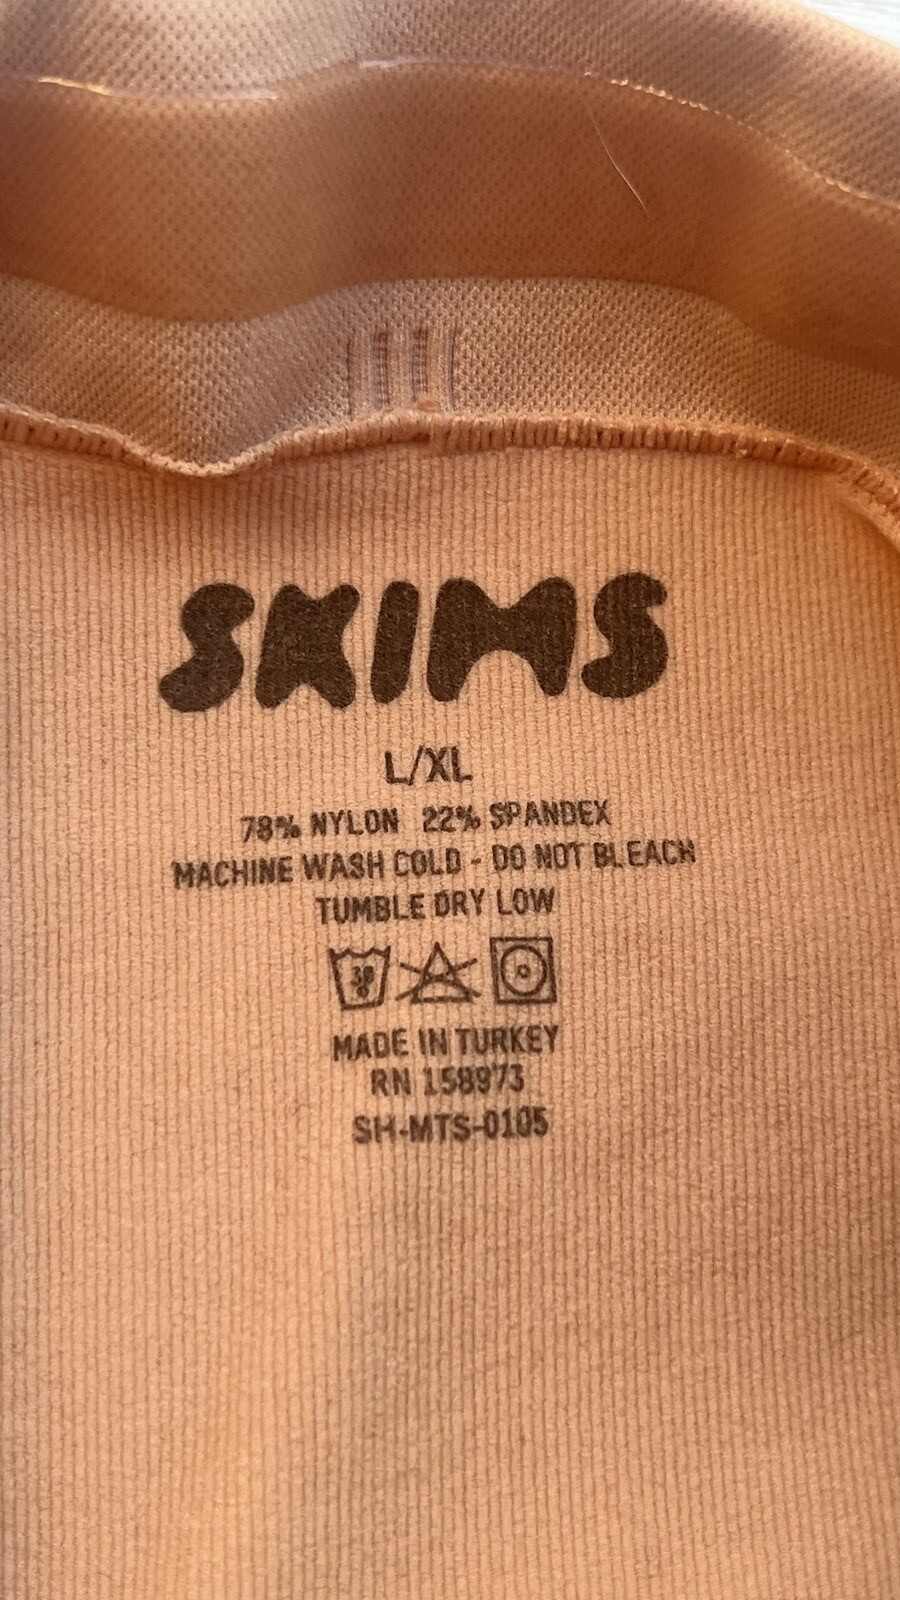 SKIMS
L/XL
78% NYLON 22% SPANDEX
MACHINE WASH COLD - DO NOT BLEACH
TUMBLE DRY LOW
30
MADE IN TURKEY
RN 158973
SH-MTS-0105